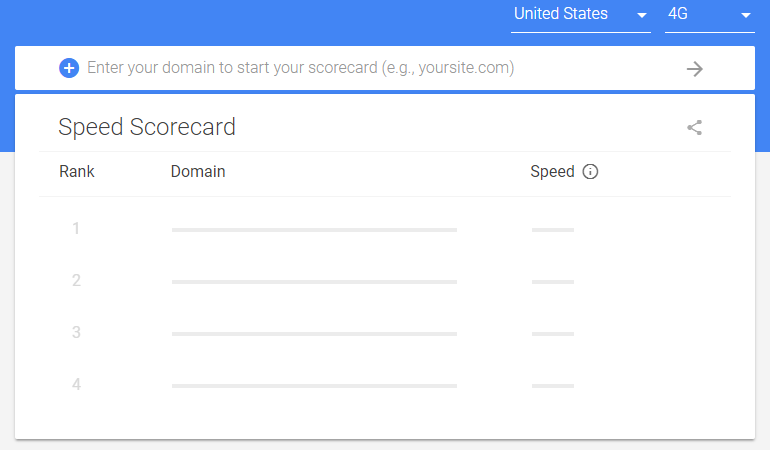 United States 4G
Enter your domain to start your scorecard (e.g., yoursite.com)
Speed Scorecard
Rank Domain Speed
1
2
3
4